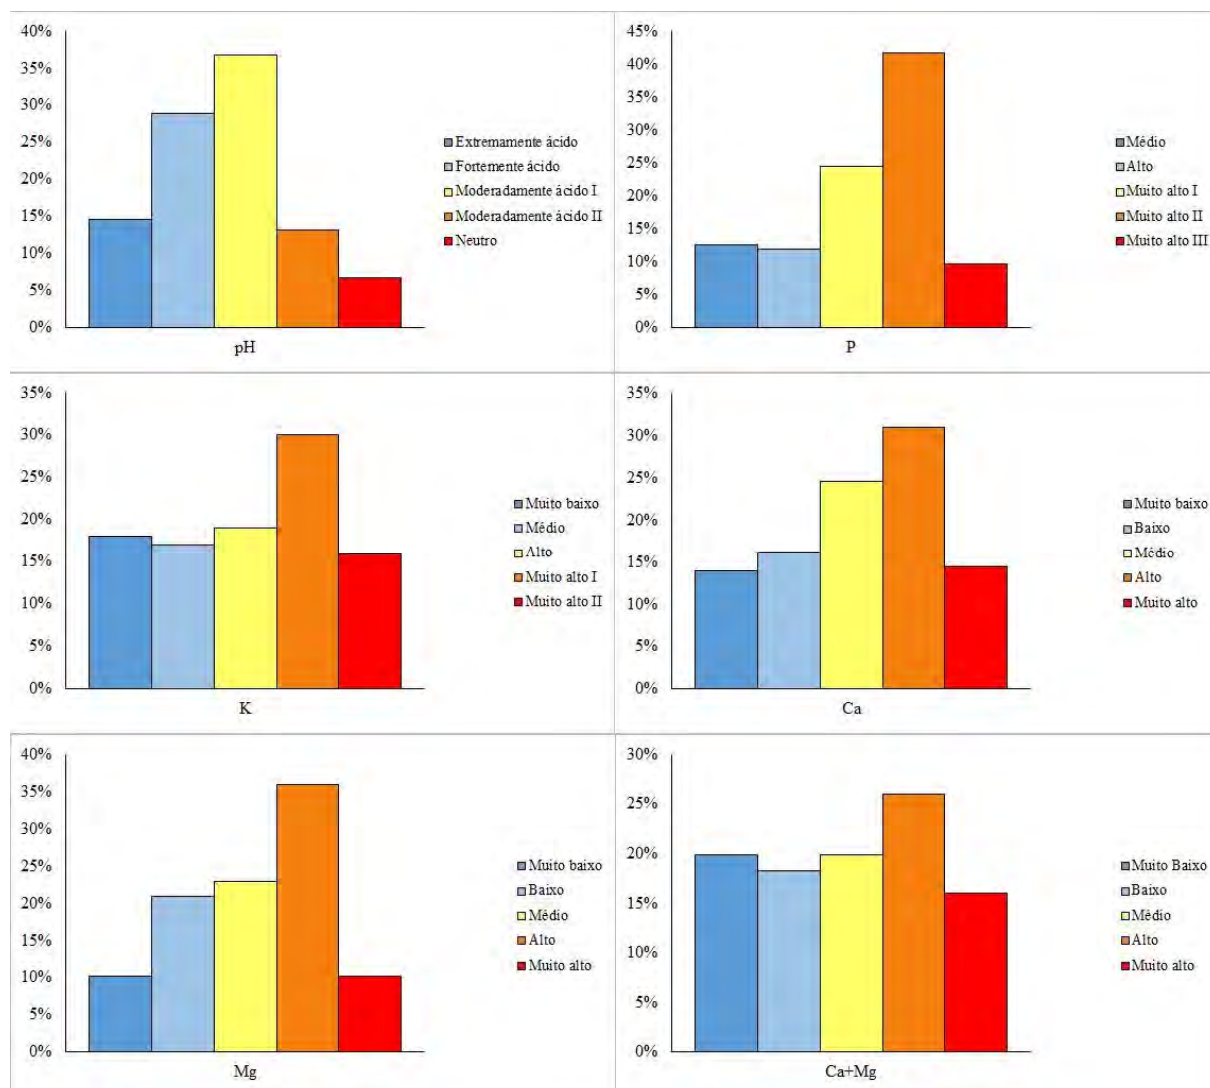 40%
35%
30%
25%
20%
15%
10%
5%
0%
pH
Extremamente ácido
Fortemente ácido
Moderadamente ácido I
Moderadamente ácido II
Neutro
45%
40%
35%
30%
25%
20%
15%
10%
5%
0%
P
Médio
Alto
Muito alto I
Muito alto II
Muito alto III
35%
30%
25%
20%
15%
10%
5%
0%
K
Muito baixo
Médio
Alto
Muito alto I
Muito alto II
35%
30%
25%
20%
15%
10%
5%
0%
Ca
Muito baixo
Baixo
Médio
Alto
Muito alto
40%
35%
30%
25%
20%
15%
10%
5%
0%
Mg
Muito baixo
Baixo
Médio
Alto
Muito alto
30%
25%
20%
15%
10%
5%
0%
Ca+Mg
Muito Baixo
Baixo
Médio
Alto
Muito alto